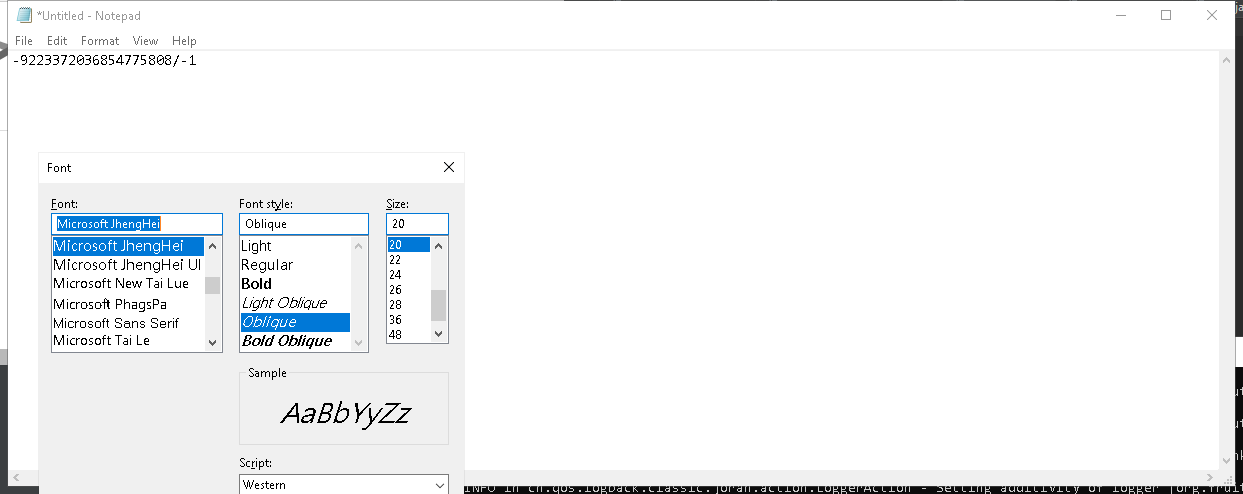 *Untitled - Notepad
File Edit Format View Help
-9223372036854775808/-1
Font
Font: Font style: Size:
Microsoft JhengHei Oblique 20
Microsoft JhengHei Light 20
Microsoft JhengHei UI Regular 22
Microsoft New Tai Lue Bold 24
Microsoft PhagsPa Light Oblique 26
Microsoft Sans Serif Oblique 28
Microsoft Tai Le Bold Oblique 36
48
Sample
AaBbYyZz
Script:
Western
INFO in ch.qos.logback.classic.joran.action.LoggerAction - Setting additivity of logger